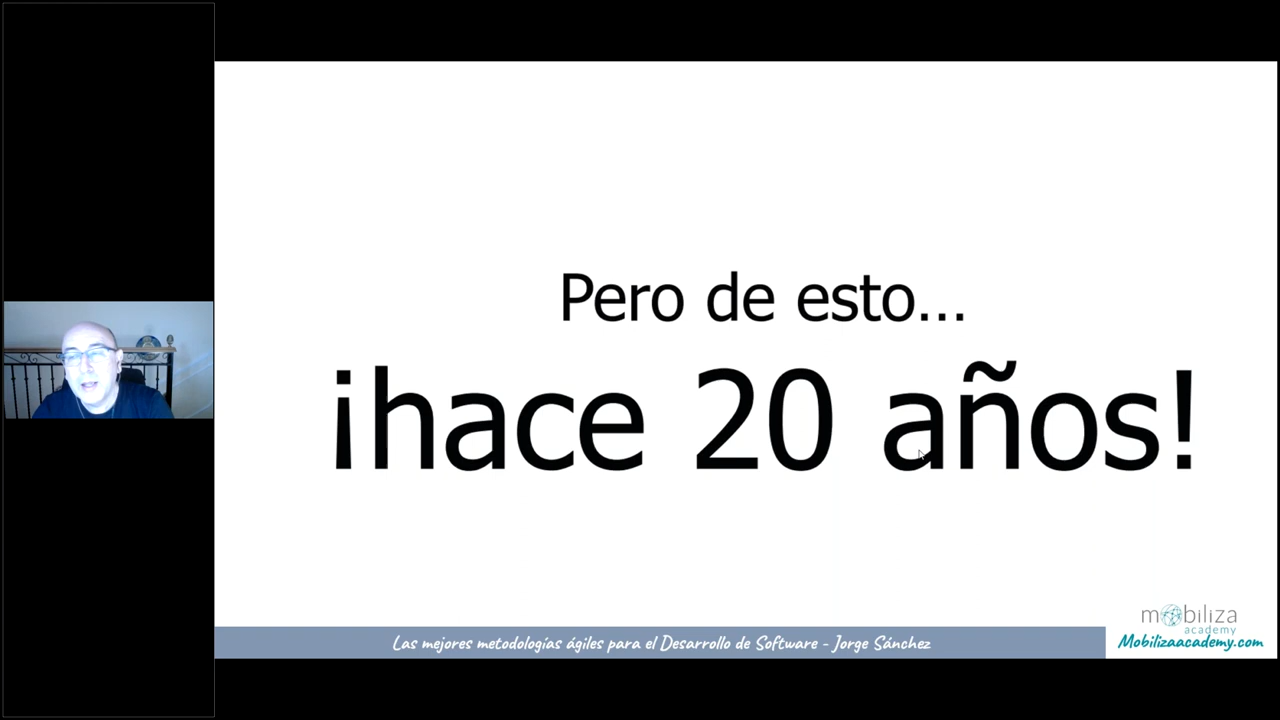 Pero de esto...
¡hace 20 años!
mobiliza
academy
Las mejores metodologías ágiles para el Desarrollo de Software - Jorge Sánchez
Mobilizaacademy.com